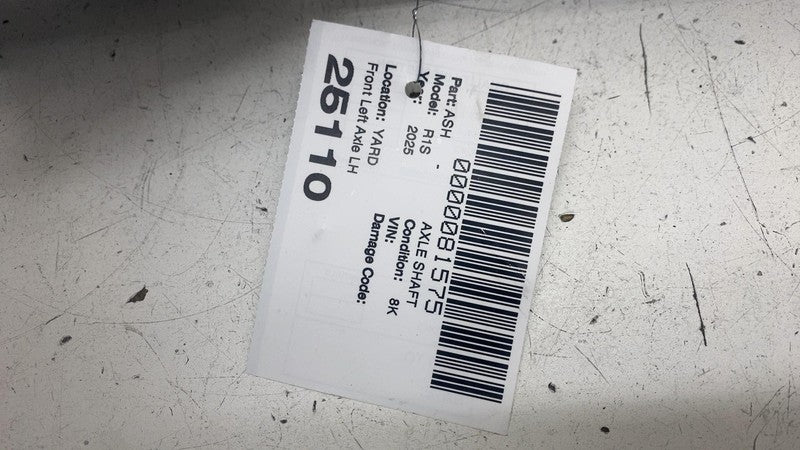 0000081575
Part: ASH AXLE SHAFT
Model: R1S - Condition: 8K
Year: 2025 VIN:
Damage Code:
Location: YARD
Front Left Axle LH
25110